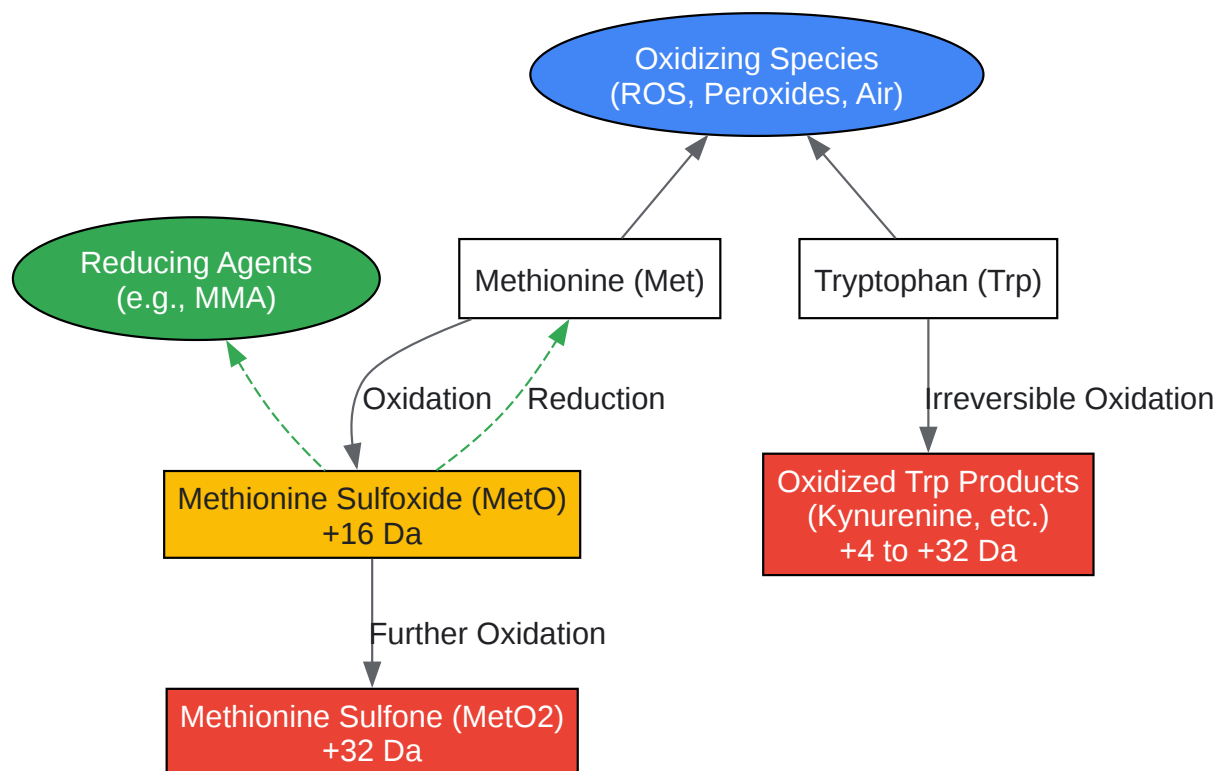 Oxidizing Species
(ROS, Peroxides, Air)
Reducing Agents
(e.g., MMA)
Methionine (Met)
Tryptophan (Trp)
Oxidation
Reduction
Irreversible Oxidation
Methionine Sulfoxide (MetO)
+16 Da
Oxidized Trp Products
(Kynurenine, etc.)
+4 to +32 Da
Further Oxidation
Methionine Sulfone (MetO2)
+32 Da